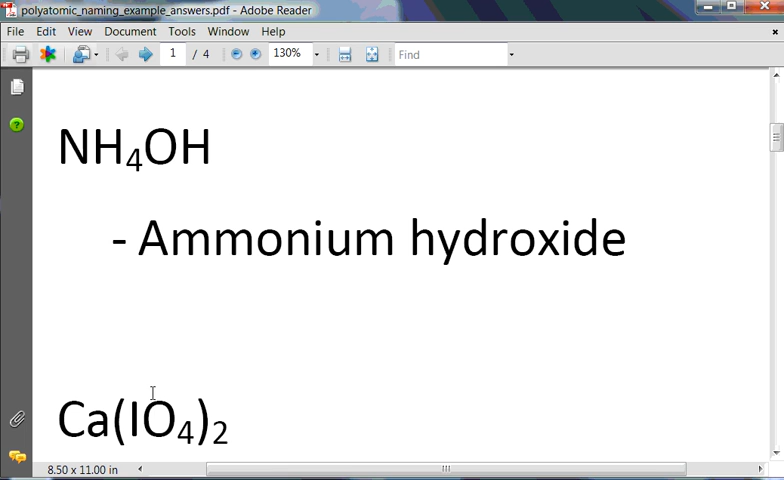 polyatomic_naming_example_answers.pdf - Adobe Reader
File Edit View Document Tools Window Help
1 / 4 130% Find
NH₄OH
- Ammonium hydroxide
Ca(IO₄)₂
8.50 x 11.00 in